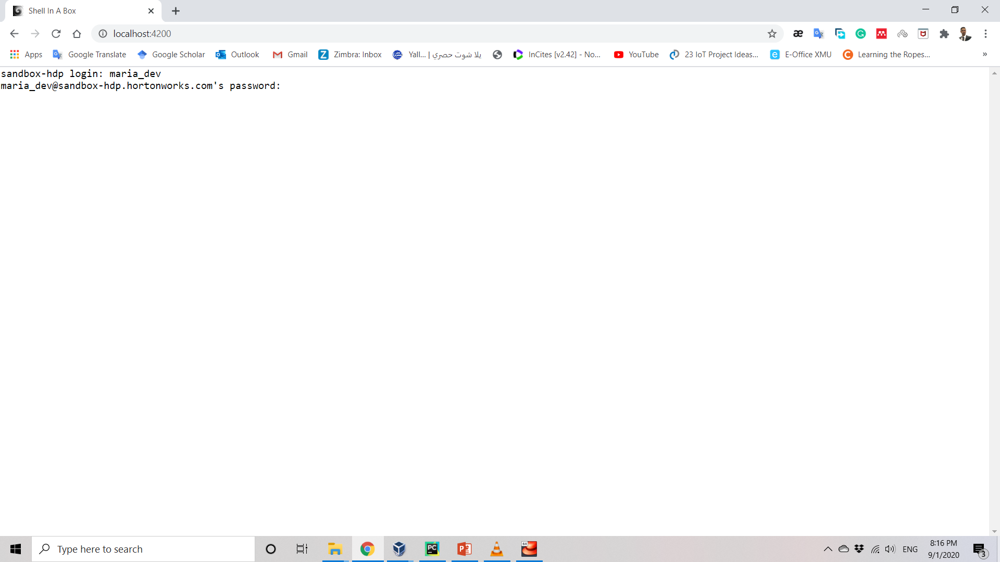 Shell In A Box
localhost:4200
Apps Google Translate Google Scholar Outlook Gmail Zimbra: Inbox Yall... | يلا شوت حصري InCites [v2.42] - No... YouTube 23 IoT Project Ideas... E-Office XMU Learning the Ropes... »
sandbox-hdp login: maria_dev
maria_dev@sandbox-hdp.hortonworks.com's password:
Type here to search
ENG
8:16 PM
9/1/2020
3